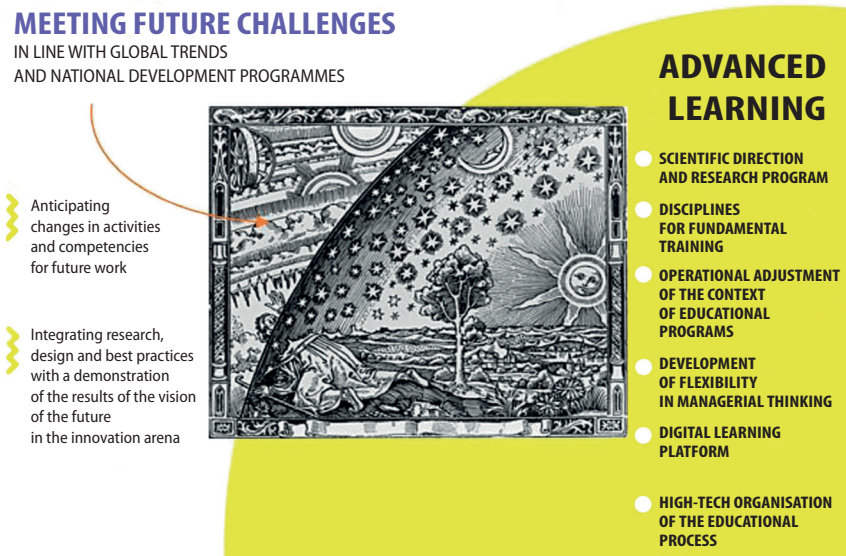 MEETING FUTURE CHALLENGES
IN LINE WITH GLOBAL TRENDS
AND NATIONAL DEVELOPMENT PROGRAMMES
Anticipating
changes in activities
and competencies
for future work
Integrating research,
design and best practices
with a demonstration
of the results of the vision
of the future
in the innovation arena
ADVANCED
LEARNING
SCIENTIFIC DIRECTION
AND RESEARCH PROGRAM
DISCIPLINES
FOR FUNDAMENTAL
TRAINING
OPERATIONAL ADJUSTMENT
OF THE CONTEXT
OF EDUCATIONAL
PROGRAMS
DEVELOPMENT
OF FLEXIBILITY
IN MANAGERIAL THINKING
DIGITAL LEARNING
PLATFORM
HIGH-TECH ORGANISATION
OF THE EDUCATIONAL
PROCESS